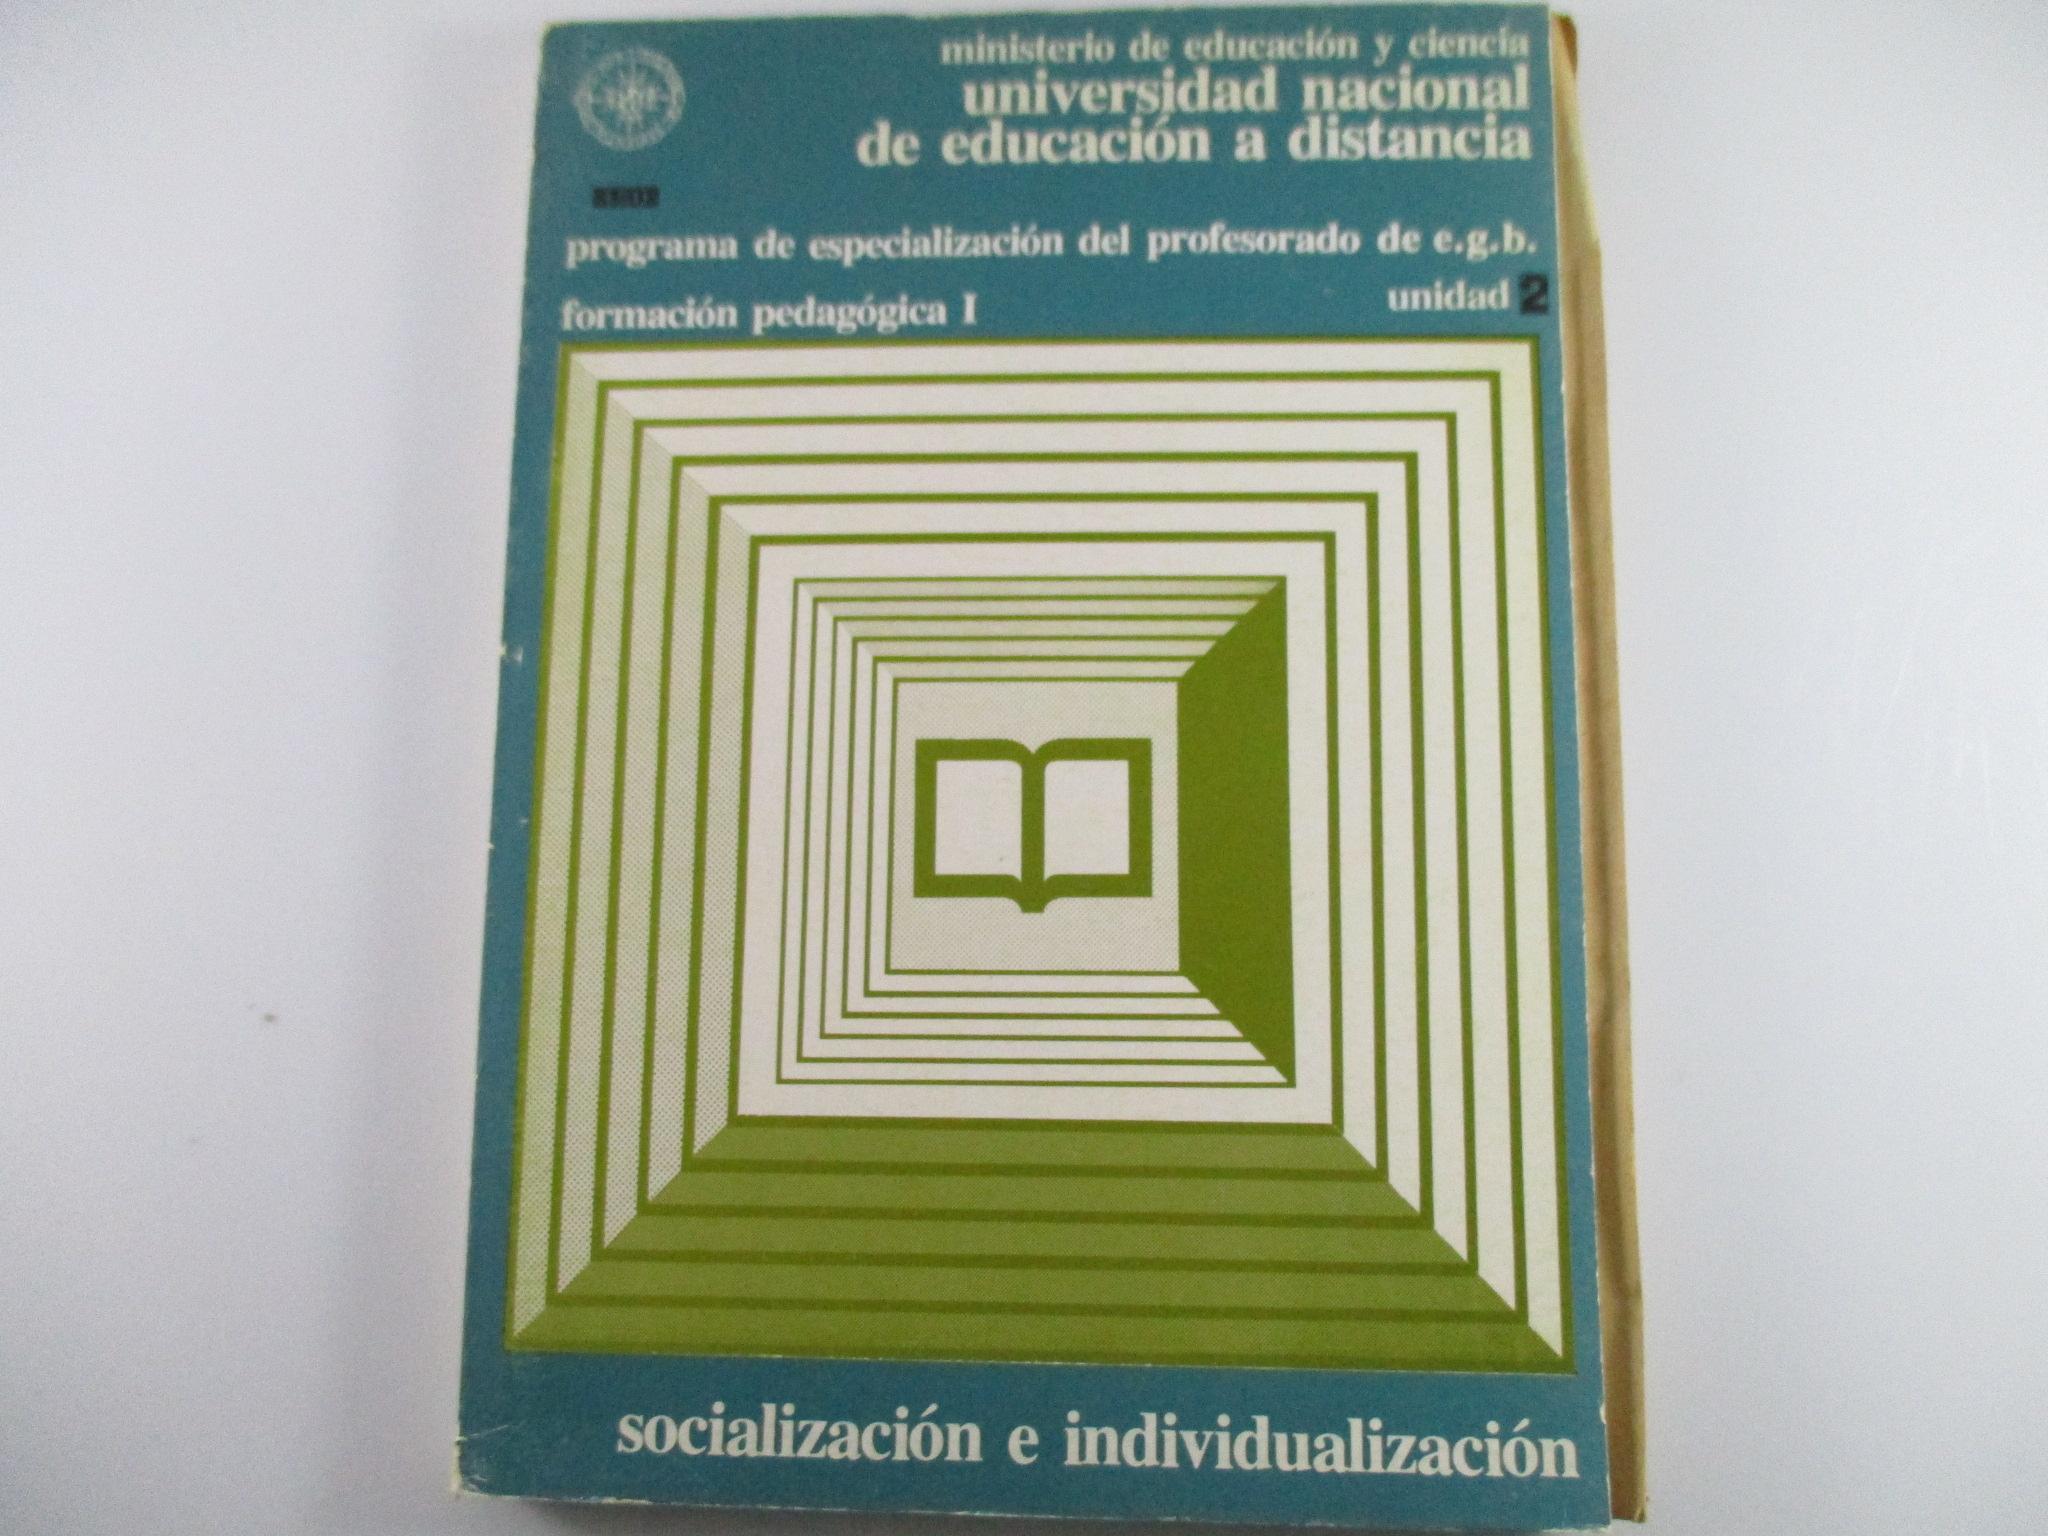 ministerio de educación y ciencia
universidad nacional
de educación a distancia
programa de especialización del profesorado de e.g.b.
formación pedagógica I
unidad 2
socialización e individualización